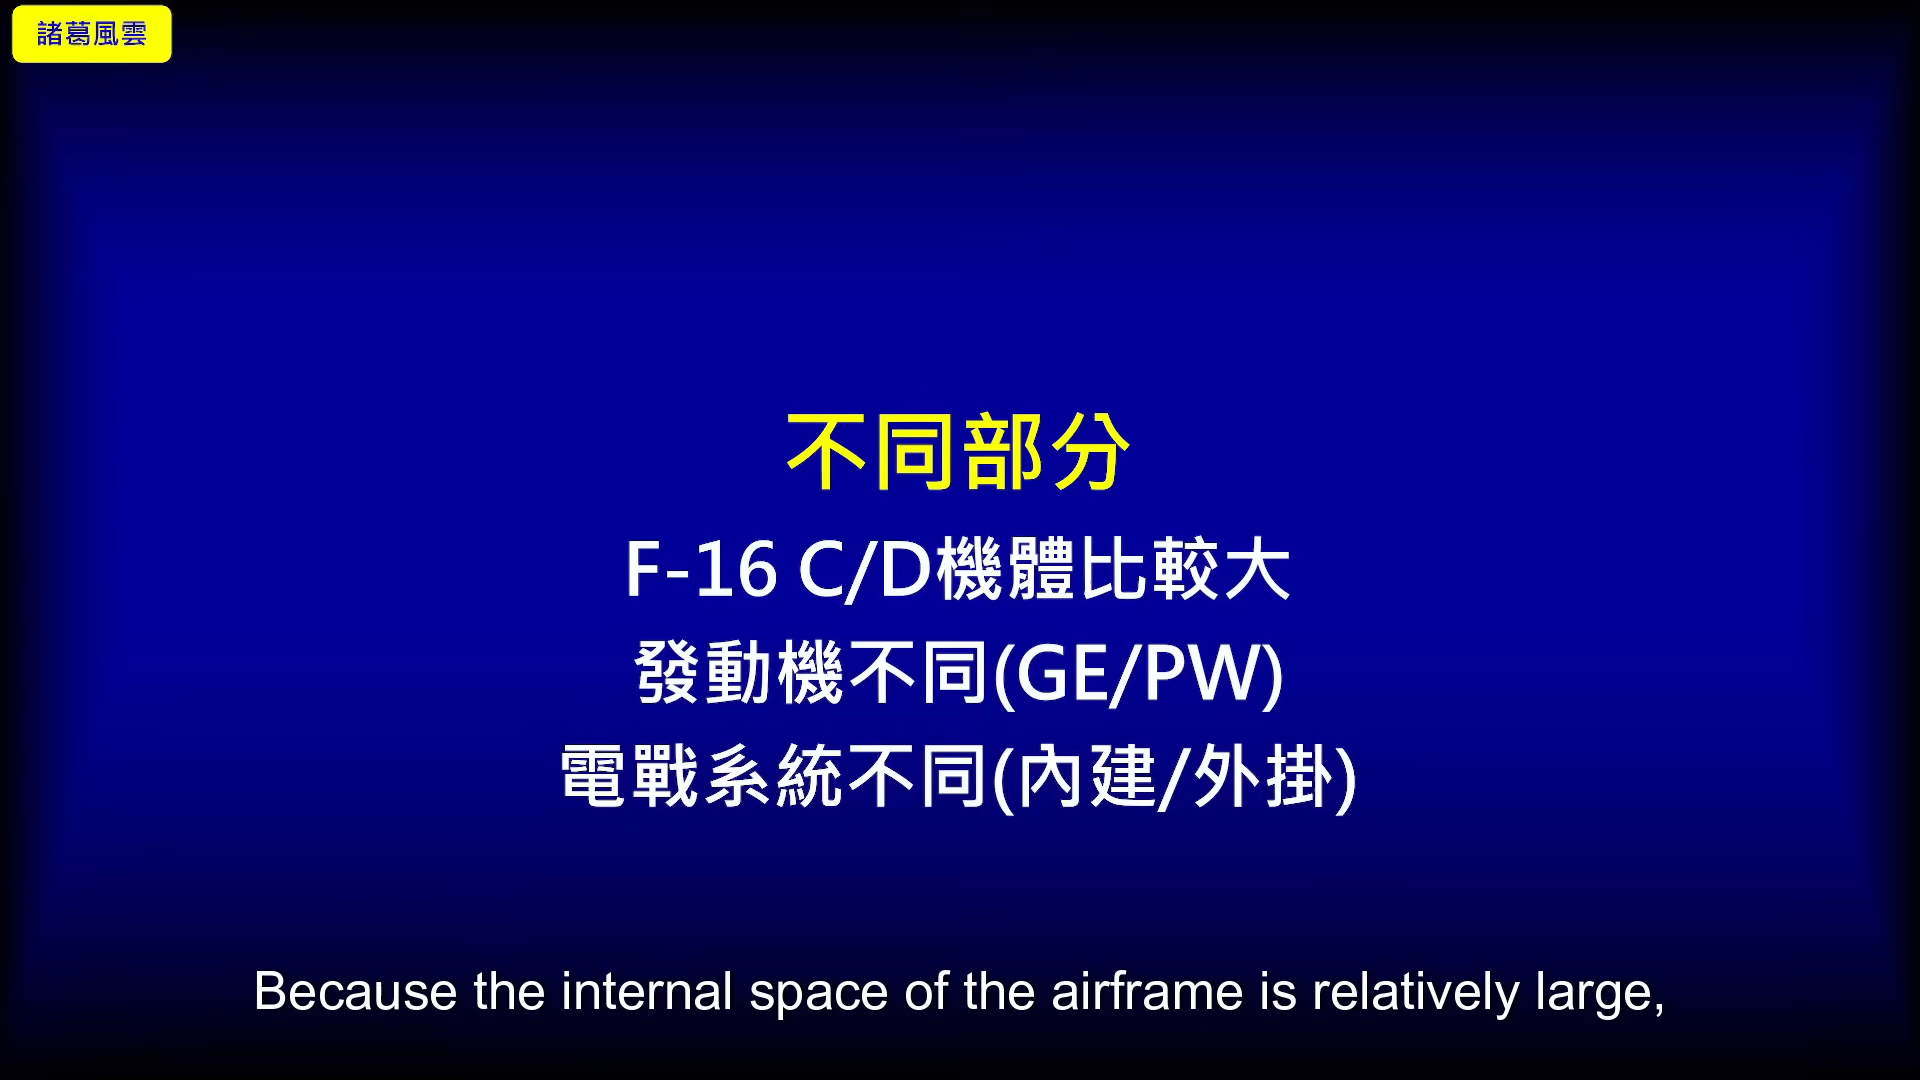 諸葛風雲
不同部分
F-16 C/D機體比較大
發動機不同(GE/PW)
電戰系統不同(內建/外掛)
Because the internal space of the airframe is relatively large,